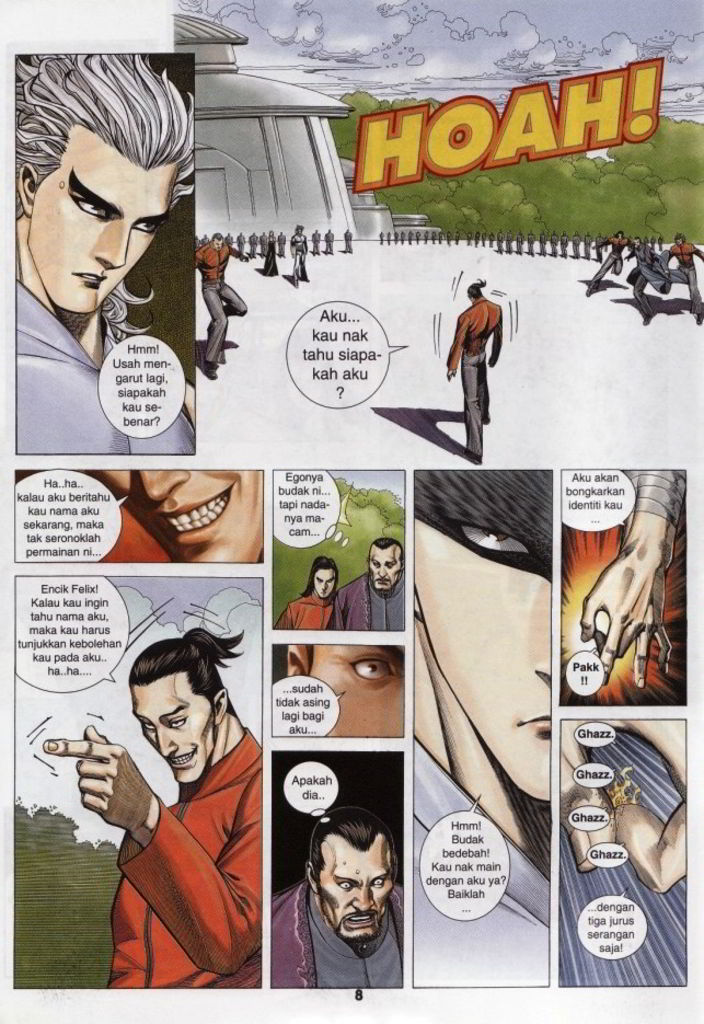 HOAH!
Hmm!
Usah men-
garut lagi,
siapakah
kau se-
benar?
Aku...
kau nak
tahu siapa-
kah aku
?
Ha..ha..
kalau aku beritahu
kau nama aku
sekarang, maka
tak seronoklah
permainan ni...
Encik Felix!
Kalau kau ingin
tahu nama aku,
maka kau harus
tunjukkan kebolehan
kau pada aku..
ha..ha....
Egonya
budak ni...
tapi nada-
nya ma-
cam...
...sudah
tidak asing
lagi bagi
aku...
Apakah
dia..
Hmm!
Budak
bedebah!
Kau nak main
dengan aku ya?
Baiklah
...
Aku akan
bongkarkan
identiti kau
...
Pakk
!!
Ghazz.
Ghazz.
Ghazz.
Ghazz.
...dengan
tiga jurus
serangan
saja!
8